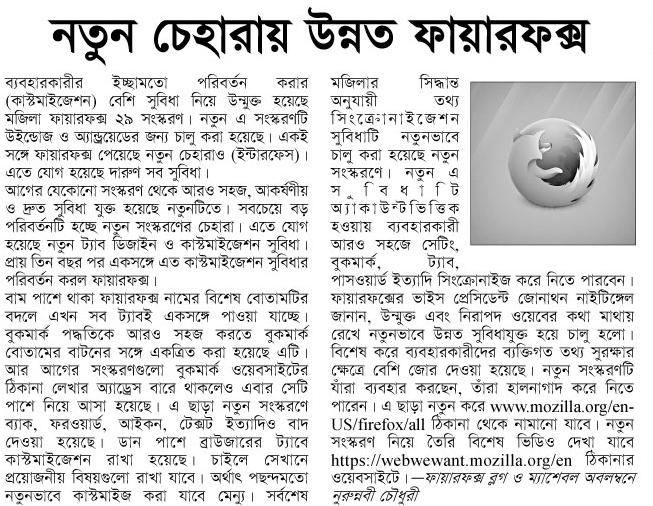 নতুন চেহারায় উন্নত ফায়ারফক্স
ব্যবহারকারীর ইচ্ছামতো পরিবর্তন করার
(কাস্টমাইজেশন) বেশি সুবিধা নিয়ে উন্মুক্ত হয়েছে
মজিলা ফায়ারফক্স ২৯ সংস্করণ। নতুন এ সংস্করণটি
উইন্ডোজ ও অ্যান্ড্রয়েডের জন্য চালু করা হয়েছে। একই
সঙ্গে ফায়ারফক্স পেয়েছে নতুন চেহারাও (ইন্টারফেস)।
এতে যোগ হয়েছে দারুণ সব সুবিধা।
আগের যেকোনো সংস্করণ থেকে আরও সহজ, আকর্ষণীয়
ও দ্রুত সুবিধা যুক্ত হয়েছে নতুনটিতে। সবচেয়ে বড়
পরিবর্তনটি হচ্ছে নতুন সংস্করণের চেহারা। এতে যোগ
হয়েছে নতুন ট্যাব ডিজাইন ও কাস্টমাইজেশন সুবিধা।
প্রায় তিন বছর পর একসঙ্গে এত কাস্টমাইজেশন সুবিধার
পরিবর্তন করল ফায়ারফক্স।
বাম পাশে থাকা ফায়ারফক্স নামের বিশেষ বোতামটির
বদলে এখন সব ট্যাবই একসঙ্গে পাওয়া যাচ্ছে।
বুকমার্ক পদ্ধতিকে আরও সহজ করতে বুকমার্ক
বোতামের বাটনের সঙ্গে একত্রিত করা হয়েছে এটি।
আর আগের সংস্করণগুলো বুকমার্ক ওয়েবসাইটের
ঠিকানা লেখার অ্যাড্রেস বারে থাকলেও এবার সেটি
পাশে নিয়ে আসা হয়েছে। এ ছাড়া নতুন সংস্করণে
ব্যাক, ফরওয়ার্ড, আইকন, টেক্সট ইত্যাদিও বাদ
দেওয়া হয়েছে। ডান পাশে ব্রাউজারের ট্যাবে
কাস্টমাইজেশন রাখা হয়েছে। চাইলে সেখানে
প্রয়োজনীয় বিষয়গুলো রাখা যাবে। অর্থাৎ পছন্দমতো
নতুনভাবে কাস্টমাইজ করা যাবে মেন্যু। সর্বশেষ
মজিলার সিদ্ধান্ত
অনুযায়ী তথ্য
সিংক্রোনাইজেশন
সুবিধাটি নতুনভাবে
চালু করা হয়েছে নতুন
সংস্করণে। নতুন এ
সুবিধাটি
অ্যাকাউন্টভিত্তিক
হওয়ায় ব্যবহারকারী
আরও সহজে সেটিং,
বুকমার্ক, ট্যাব,
পাসওয়ার্ড ইত্যাদি সিংক্রোনাইজ করে নিতে পারবেন।
ফায়ারফক্সের ভাইস প্রেসিডেন্ট জোনাথন নাইটিঙ্গেল
জানান, উন্মুক্ত এবং নিরাপদ ওয়েবের কথা মাথায়
রেখে নতুনভাবে উন্নত সুবিধাযুক্ত হয়ে চালু হলো।
বিশেষ করে ব্যবহারকারীদের ব্যক্তিগত তথ্য সুরক্ষার
ক্ষেত্রে বেশি জোর দেওয়া হয়েছে। নতুন সংস্করণটি
যাঁরা ব্যবহার করছেন, তাঁরা হালনাগাদ করে নিতে
পারেন। এ ছাড়া নতুন করে www.mozilla.org/en-
US/firefox/all ঠিকানা থেকে নামানো যাবে। নতুন
সংস্করণ নিয়ে তৈরি বিশেষ ভিডিও দেখা যাবে
https://webwewant.mozilla.org/en ঠিকানার
ওয়েবসাইটে। —ফায়ারফক্স ব্লগ ও ম্যাশেবল অবলম্বনে
নুরুন্নবী চৌধুরী